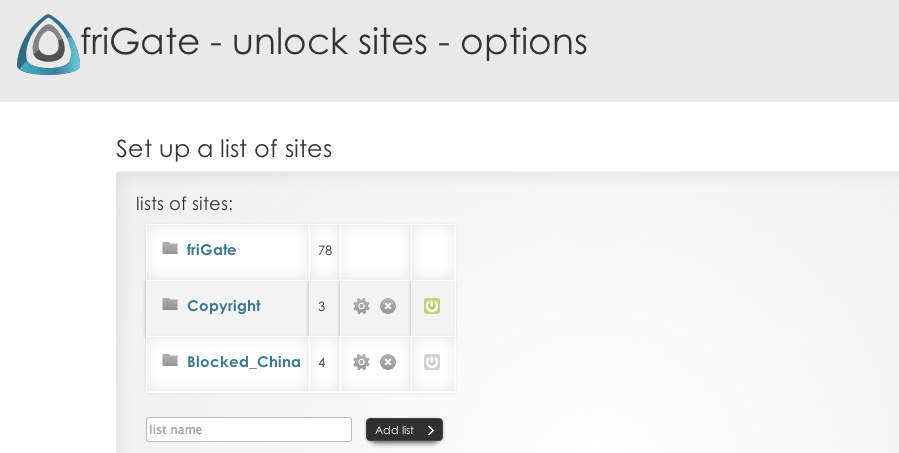 friGate - unlock sites - options
Set up a list of sites
lists of sites:
friGate 78
Copyright 3
Blocked_China 4
list name Add list